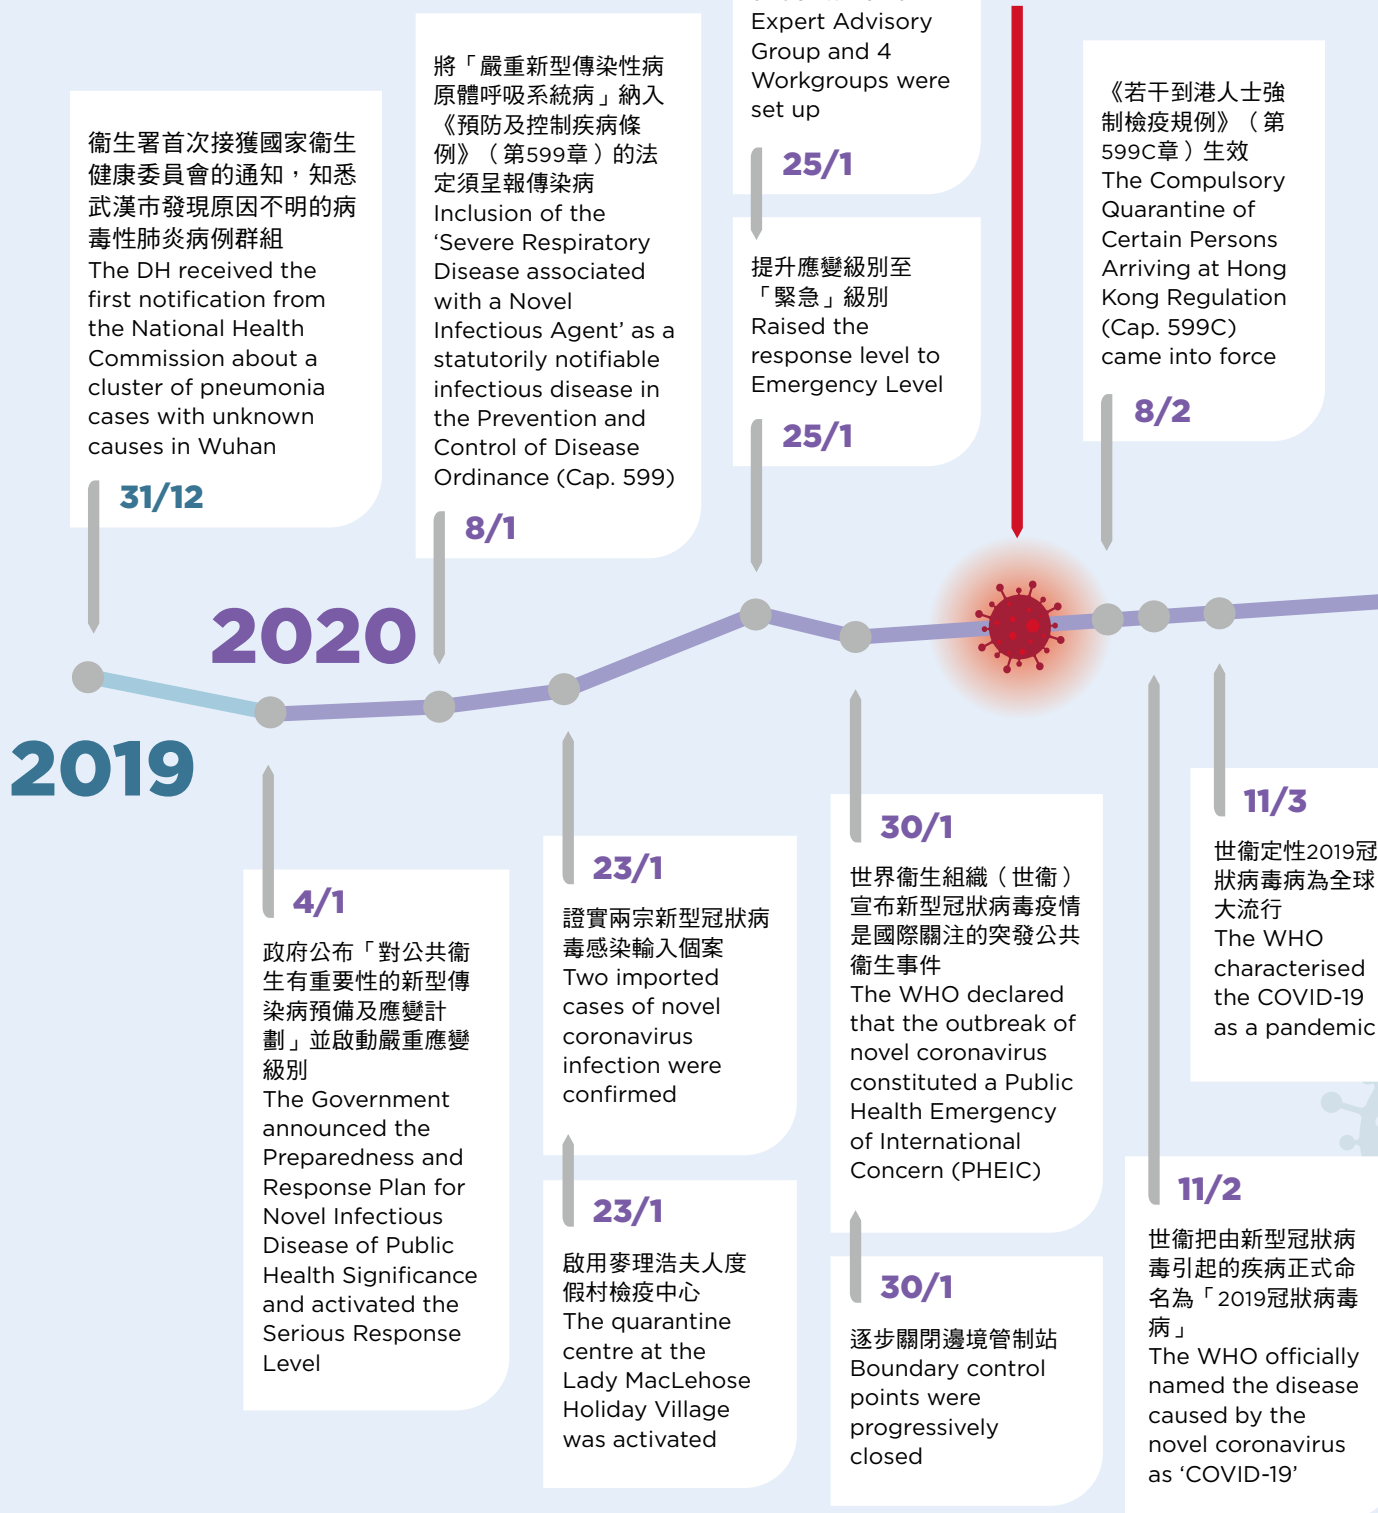 衞生署首次接獲國家衞生
健康委員會的通知，知悉
武漢市發現原因不明的病
毒性肺炎病例群組
The DH received the
first notification from
the National Health
Commission about a
cluster of pneumonia
cases with unknown
causes in Wuhan
31/12
將「嚴重新型傳染性病
原體呼吸系統病」納入
《預防及控制疾病條
例》（第599章）的法
定須呈報傳染病
Inclusion of the
‘Severe Respiratory
Disease associated
with a Novel
Infectious Agent’ as a
statutorily notifiable
infectious disease in
the Prevention and
Control of Disease
Ordinance (Cap. 599)
8/1
Expert Advisory
Group and 4
Workgroups were
set up
25/1
提升應變級別至
「緊急」級別
Raised the
response level to
Emergency Level
25/1
《若干到港人士強
制檢疫規例》（第
599C章）生效
The Compulsory
Quarantine of
Certain Persons
Arriving at Hong
Kong Regulation
(Cap. 599C)
came into force
8/2
2020
2019
4/1
政府公布「對公共衞
生有重要性的新型傳
染病預備及應變計
劃」並啟動嚴重應變
級別
The Government
announced the
Preparedness and
Response Plan for
Novel Infectious
Disease of Public
Health Significance
and activated the
Serious Response
Level
23/1
證實兩宗新型冠狀病
毒感染輸入個案
Two imported
cases of novel
coronavirus
infection were
confirmed
23/1
啟用麥理浩夫人度
假村檢疫中心
The quarantine
centre at the
Lady MacLehose
Holiday Village
was activated
30/1
世界衞生組織（世衞）
宣布新型冠狀病毒疫情
是國際關注的突發公共
衞生事件
The WHO declared
that the outbreak of
novel coronavirus
constituted a Public
Health Emergency
of International
Concern (PHEIC)
30/1
逐步關閉邊境管制站
Boundary control
points were
progressively
closed
11/3
世衞定性2019冠
狀病毒病為全球
大流行
The WHO
characterised
the COVID-19
as a pandemic
11/2
世衞把由新型冠狀病
毒引起的疾病正式命
名為「2019冠狀病毒
病」
The WHO officially
named the disease
caused by the
novel coronavirus
as ‘COVID-19’